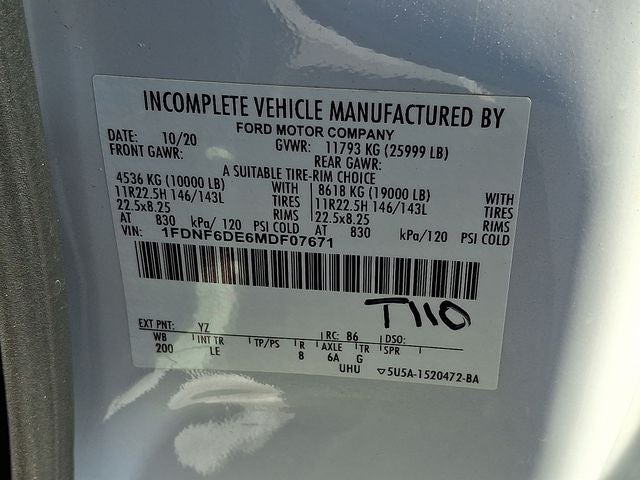 INCOMPLETE VEHICLE MANUFACTURED BY
FORD MOTOR COMPANY
DATE: 10/20 GVWR: 11793 KG (25999 LB)
FRONT GAWR: REAR GAWR:
A SUITABLE TIRE-RIM CHOICE
4536 KG (10000 LB) WITH 8618 KG (19000 LB) WITH
11R22.5H 146/143L TIRES 11R22.5H 146/143L TIRES
22.5x8.25 RIMS 22.5x8.25 RIMS
AT 830 kPa/ 120 PSI COLD AT 830 kPa/120 PSI COLD
VIN: 1FDNF6DE6MDF07671
T110
EXT PNT: YZ RC: 86 DSO:
WB INT TR TP/PS R AXLE TR SPR
200 LE 8 6A G
UHU ▽5U5A-1520472-BA